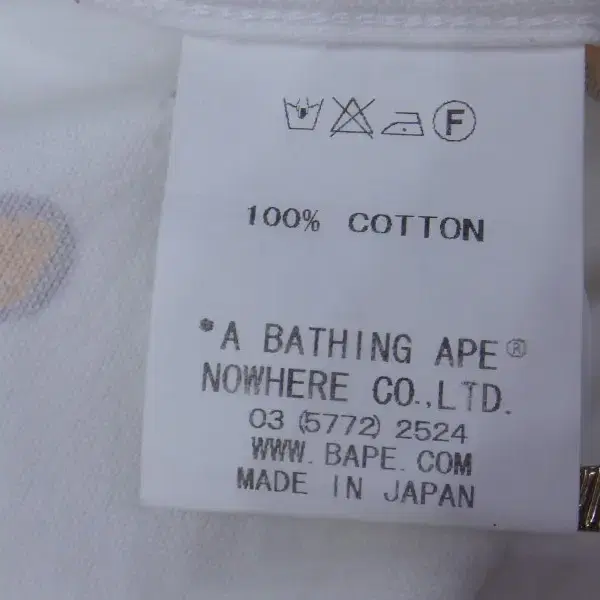 F
100% COTTON
*A BATHING APE®
NOWHERE CO.,LTD.
03 (5772) 2524
WWW. BAPE. COM
MADE IN JAPAN